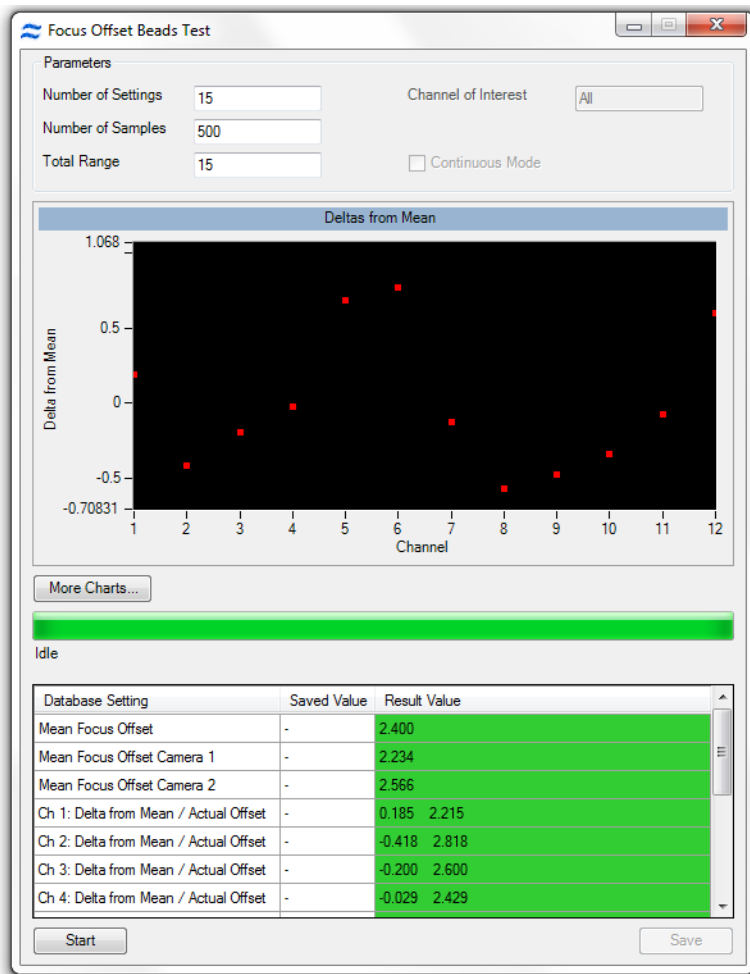 Focus Offset Beads Test
Parameters
Number of Settings 15 Channel of Interest All
Number of Samples 500
Total Range 15 Continuous Mode
Deltas from Mean
1.068
0.5
0
-0.5
-0.70831
Delta from Mean
1 2 3 4 5 6 7 8 9 10 11 12
Channel
More Charts...
Idle
Database Setting Saved Value Result Value
Mean Focus Offset - 2.400
Mean Focus Offset Camera 1 - 2.234
Mean Focus Offset Camera 2 - 2.566
Ch 1: Delta from Mean / Actual Offset - 0.185 2.215
Ch 2: Delta from Mean / Actual Offset - -0.418 2.818
Ch 3: Delta from Mean / Actual Offset - -0.200 2.600
Ch 4: Delta from Mean / Actual Offset - -0.029 2.429
Start Save